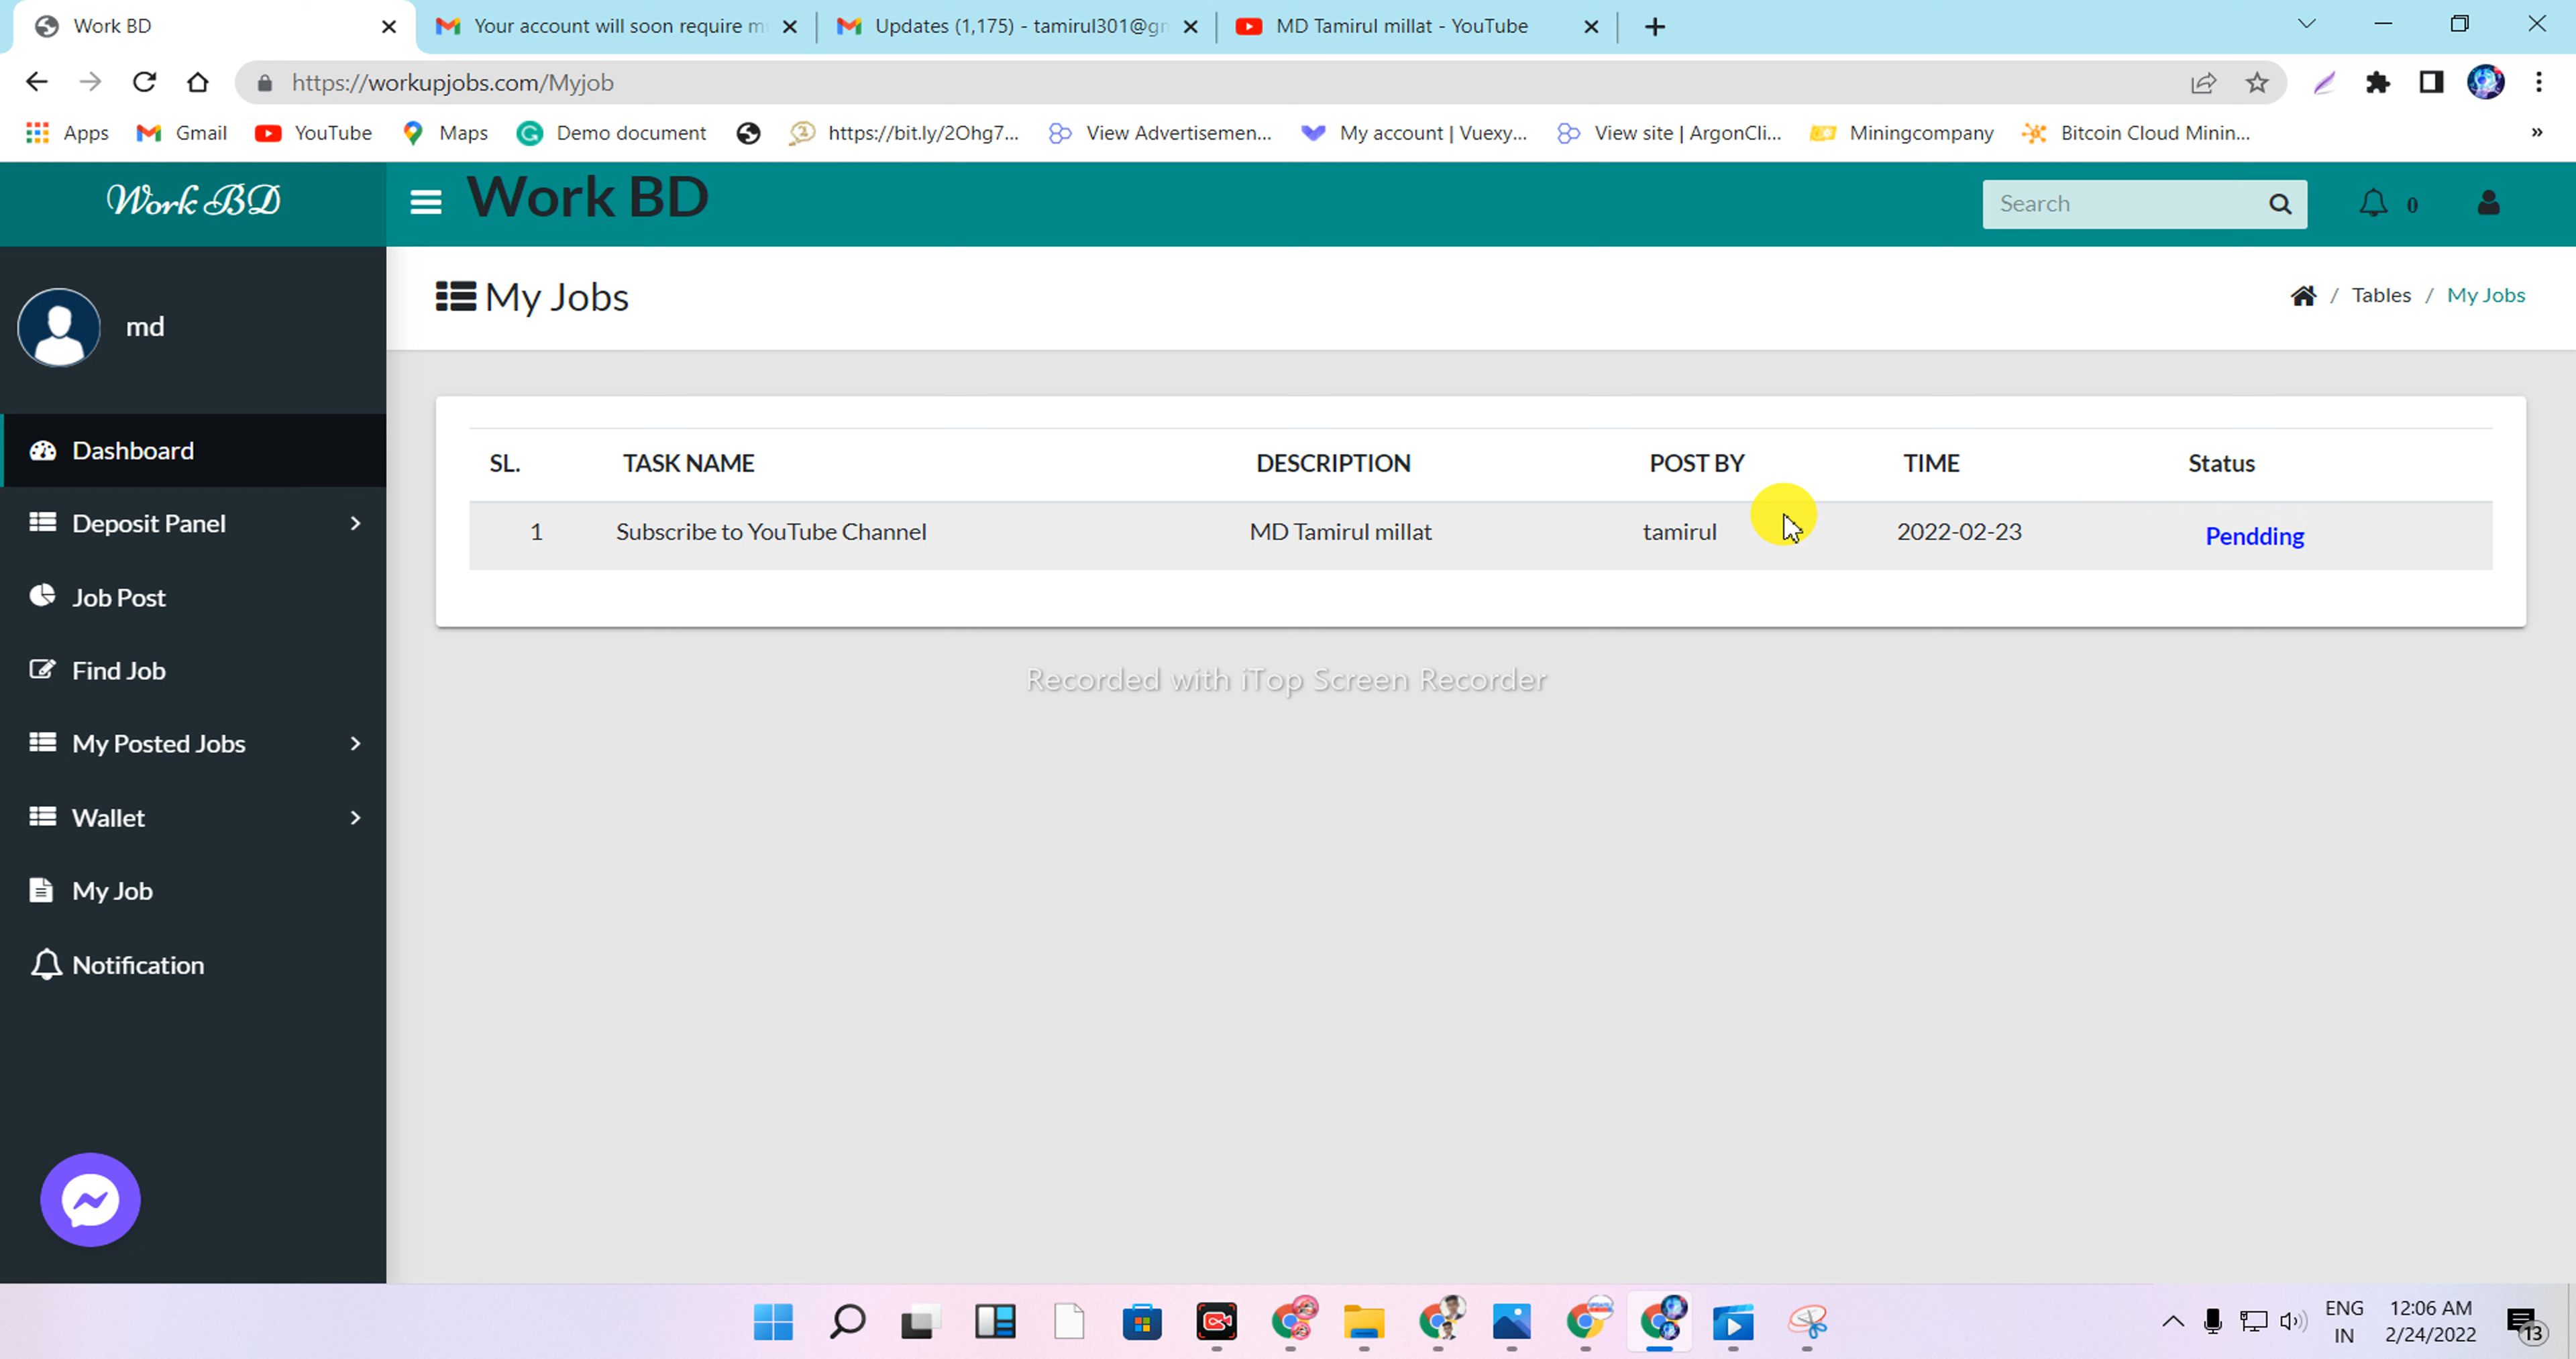 Work BD
Your account will soon require m
Updates (1,175) - tamirul301@gm
MD Tamirul millat - YouTube
https://workupjobs.com/Myjob
Apps
Gmail
YouTube
Maps
Demo document
https://bit.ly/2Ohg7...
View Advertisemen...
My account | Vuexy...
View site | ArgonCli...
Miningcompany
Bitcoin Cloud Minin...
»
Work BD
Work BD
Search
0
md
My Jobs
/ Tables / My Jobs
Dashboard
Deposit Panel
Job Post
Find Job
My Posted Jobs
Wallet
My Job
Notification
SL. TASK NAME DESCRIPTION POST BY TIME Status
1 Subscribe to YouTube Channel MD Tamirul millat tamirul 2022-02-23 Pendding
Recorded with iTop Screen Recorder
ENG
IN
12:06 AM
2/24/2022
13